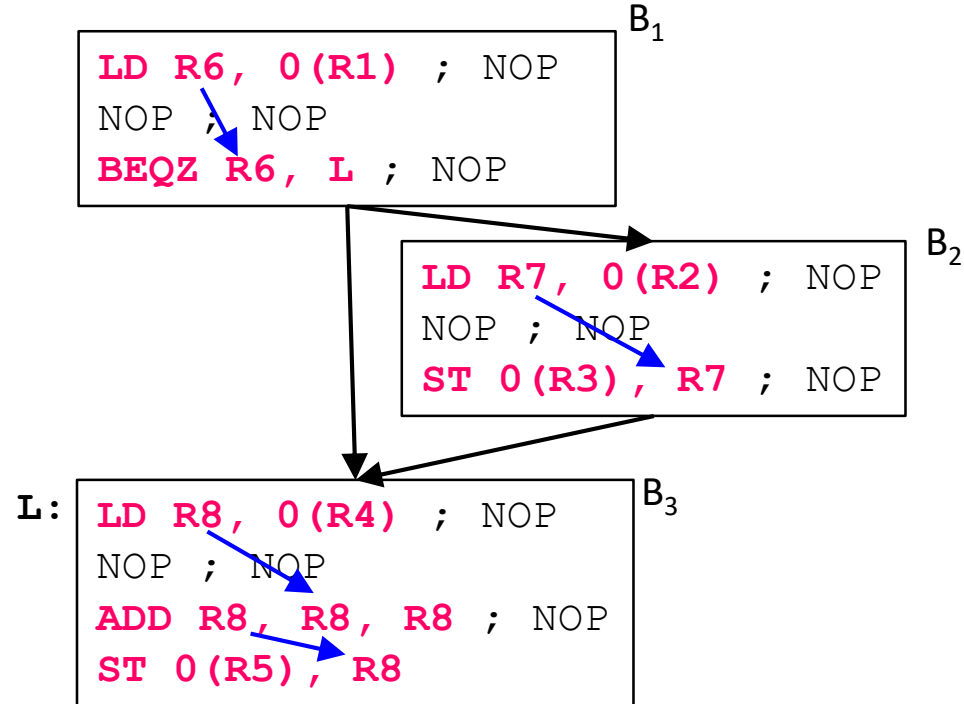 B₁
LD R6, 0(R1) ; NOP
NOP ; NOP
BEQZ R6, L ; NOP
B₂
LD R7, 0(R2) ; NOP
NOP ; NOP
ST 0(R3), R7 ; NOP
B₃
L:
LD R8, 0(R4) ; NOP
NOP ; NOP
ADD R8, R8, R8 ; NOP
ST 0(R5), R8